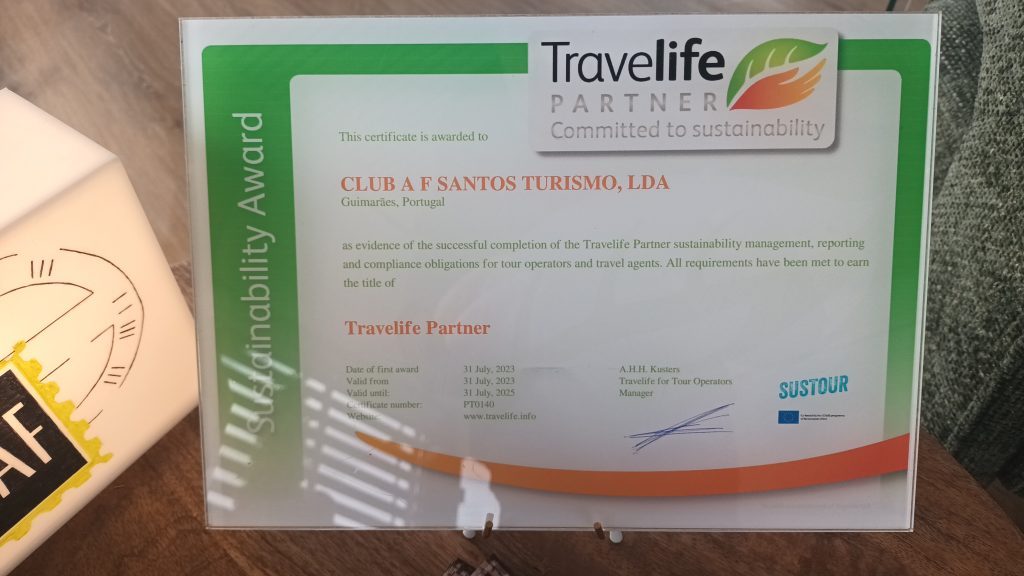 Travelife
PARTNER
Committed to sustainability
Sustainability Award
This certificate is awarded to
CLUB A F SANTOS TURISMO, LDA
Guimarães, Portugal
as evidence of the successful completion of the Travelife Partner sustainability management, reporting
and compliance obligations for tour operators and travel agents. All requirements have been met to earn
the title of
Travelife Partner
Date of first award 31 July, 2023
Valid from 31 July, 2023
Valid until: 31 July, 2025
Certificate number: PT0140
Website: www.travelife.info
A.H.H. Kusters
Travelife for Tour Operators
Manager
SUSTOUR
AF